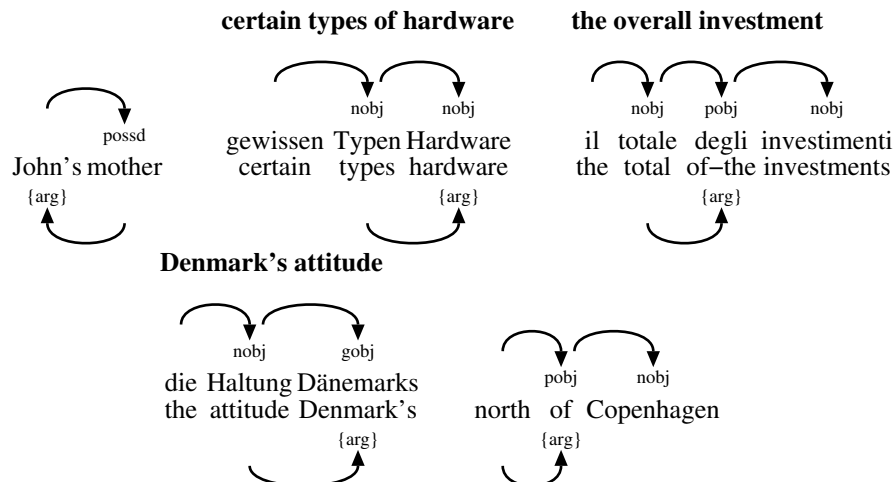 certain types of hardware
the overall investment
nobj nobj
nobj pobj nobj
possd
gewissen Typen Hardware
certain types hardware
il totale degli investimenti
the total of–the investments
John's mother
{arg}
{arg}
{arg}
Denmark's attitude
nobj gobj
die Haltung Dänemarks
the attitude Denmark's
{arg}
pobj nobj
north of Copenhagen
{arg}